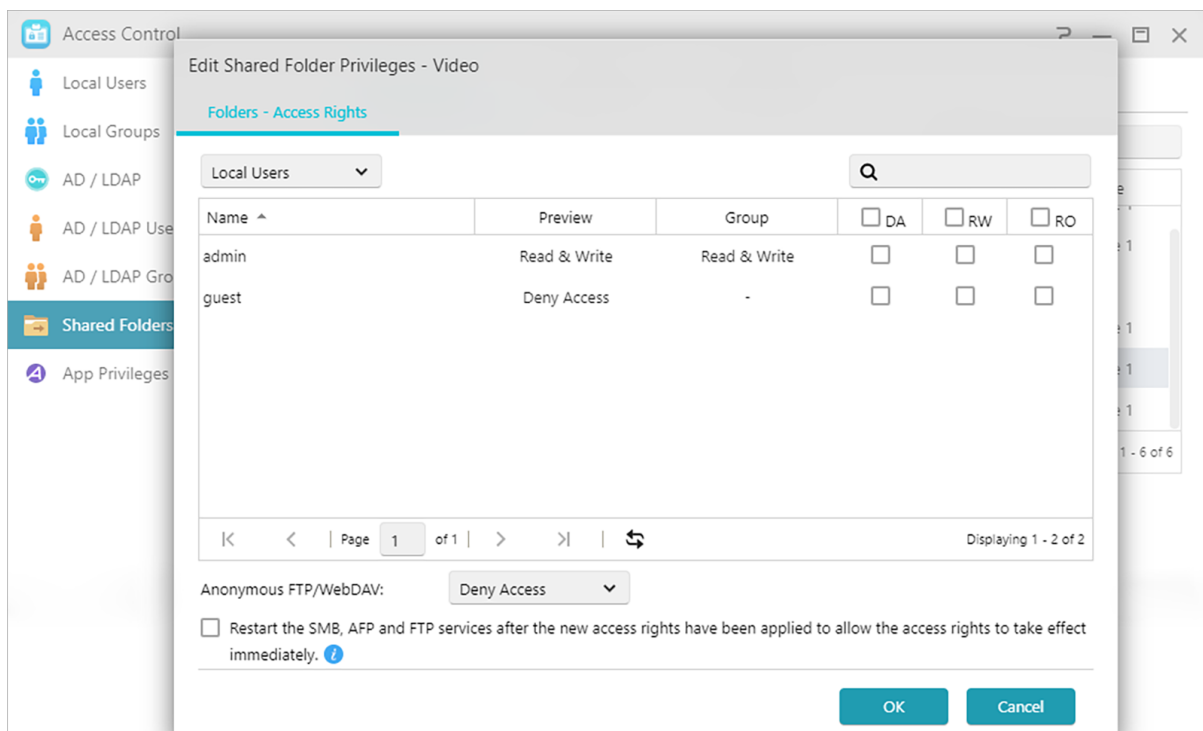 Access Control
Local Users
Local Groups
AD / LDAP
AD / LDAP Use
AD / LDAP Gro
Shared Folders
App Privileges
Edit Shared Folder Privileges - Video
Folders - Access Rights
Local Users
Name Preview Group DA RW RO
admin Read & Write Read & Write
guest Deny Access -
Page 1 of 1 Displaying 1 - 2 of 2
Anonymous FTP/WebDAV: Deny Access
Restart the SMB, AFP and FTP services after the new access rights have been applied to allow the access rights to take effect
immediately.
OK Cancel
e
e 1
e 1
e 1
e 1
1 - 6 of 6